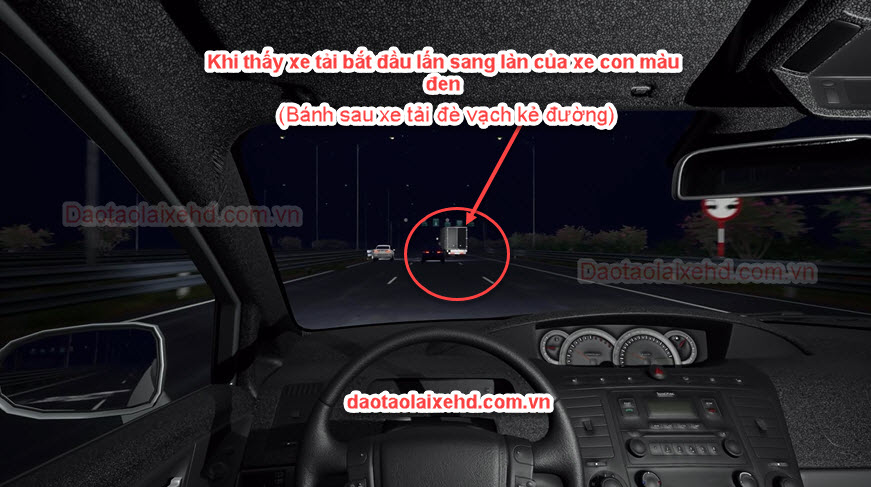 Khi thấy xe tải bắt đầu lấn sang làn của xe con màu
đen
(Bánh sau xe tải đè vạch kẻ đường)
Daotaolaixehd.com.vn
Daotaolaixehd.com.vn
daotaolaixehd.com.vn